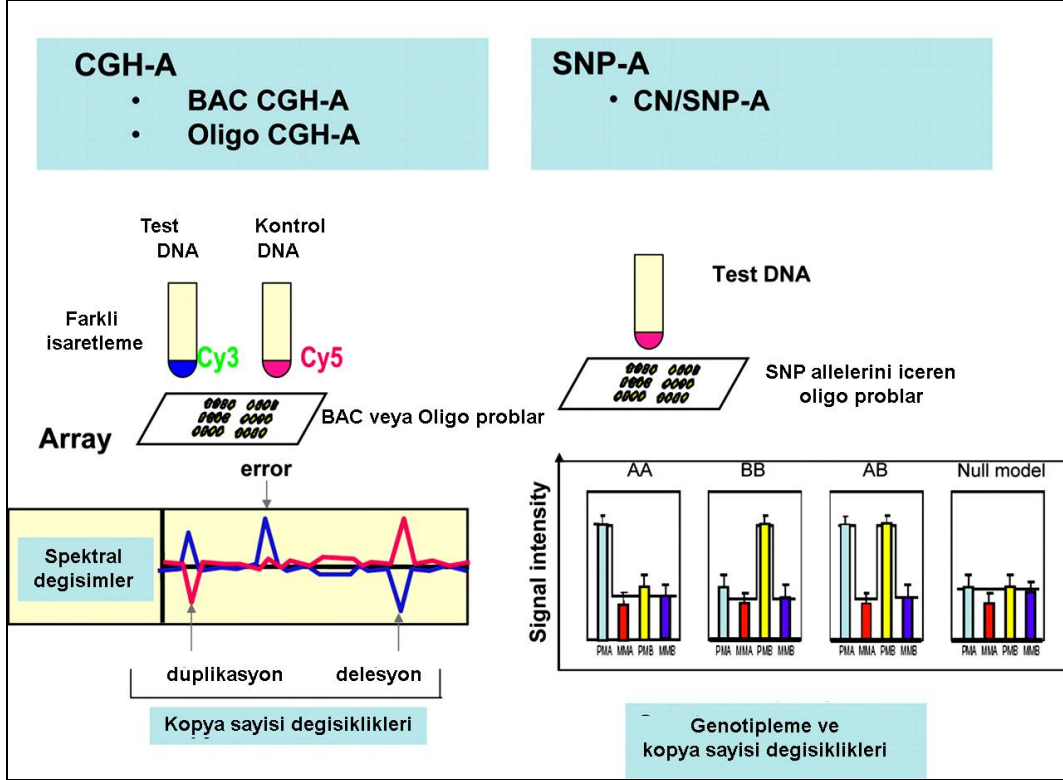 CGH-A
• BAC CGH-A
• Oligo CGH-A
Test
DNA
Kontrol
DNA
Farkli
isaretleme
Cy3
Cy5
BAC veya Oligo problar
Array
error
Spektral
degisimler
düplikasyon
delesyon
Kopya sayisi degisiklikleri
SNP-A
• CN/SNP-A
Test DNA
SNP allelerini iceren
oligo problar
Signal intensity
AA
BB
AB
Null model
PMA MMA PMB MMB
PMA MMA PMB MMB
PMA MMA PMB MMB
PMA MMA PMB MMB
Genotipleme ve
kopya sayisi degisiklikleri